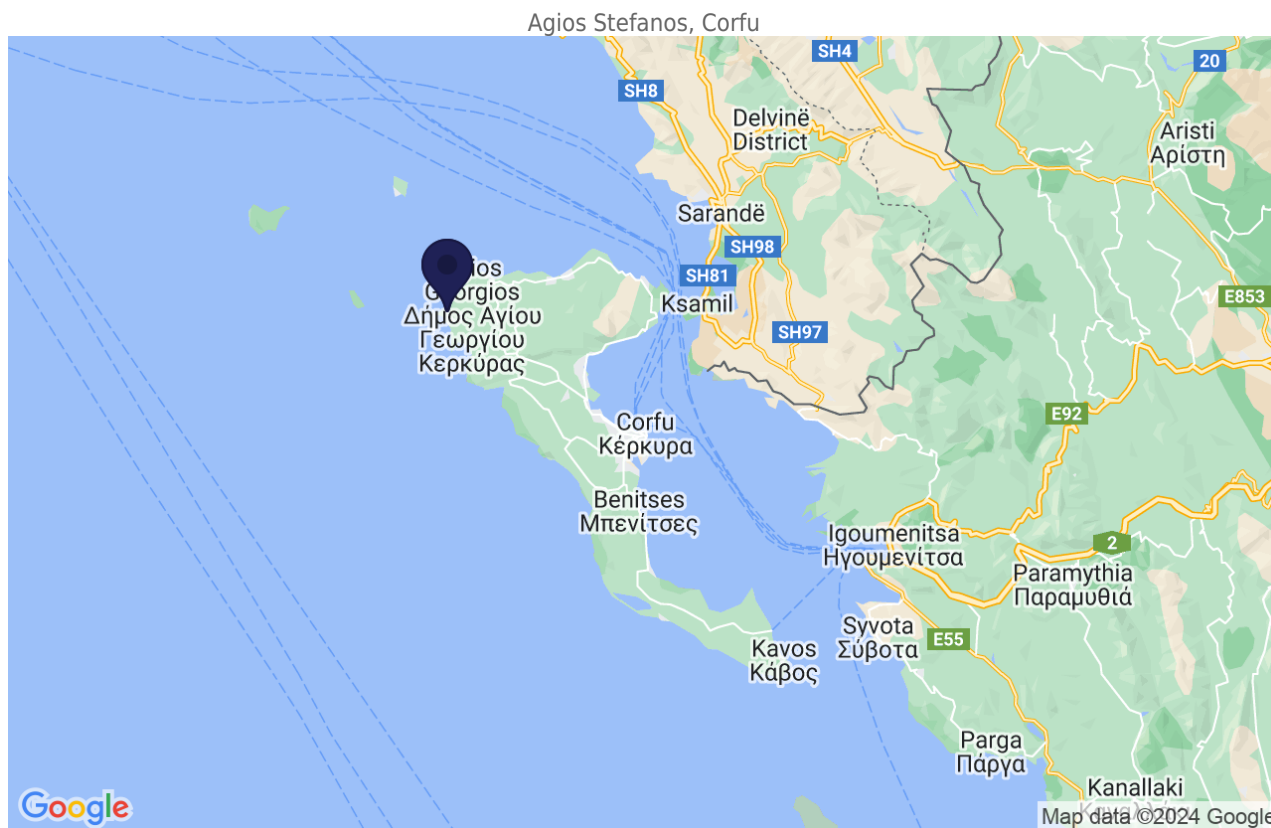 Agios Stefanos, Corfu
SH4
20
SH8
Delvinë
District
Aristi
Αρίστη
Sarandë
SH98
SH81
Ksamil
E853
SH97
Georgios
Δήμος Αγίου
Γεωργίου
Κερκύρας
E92
Corfu
Κέρκυρα
Benitses
Μπενίτσες
Igoumenitsa
Ηγουμενίτσα
2
Paramythia
Παραμυθιά
Syvota
Σύβοτα
E55
Kavos
Κάβος
Parga
Πάργα
Kanallaki
Google
Map data ©2024 Google